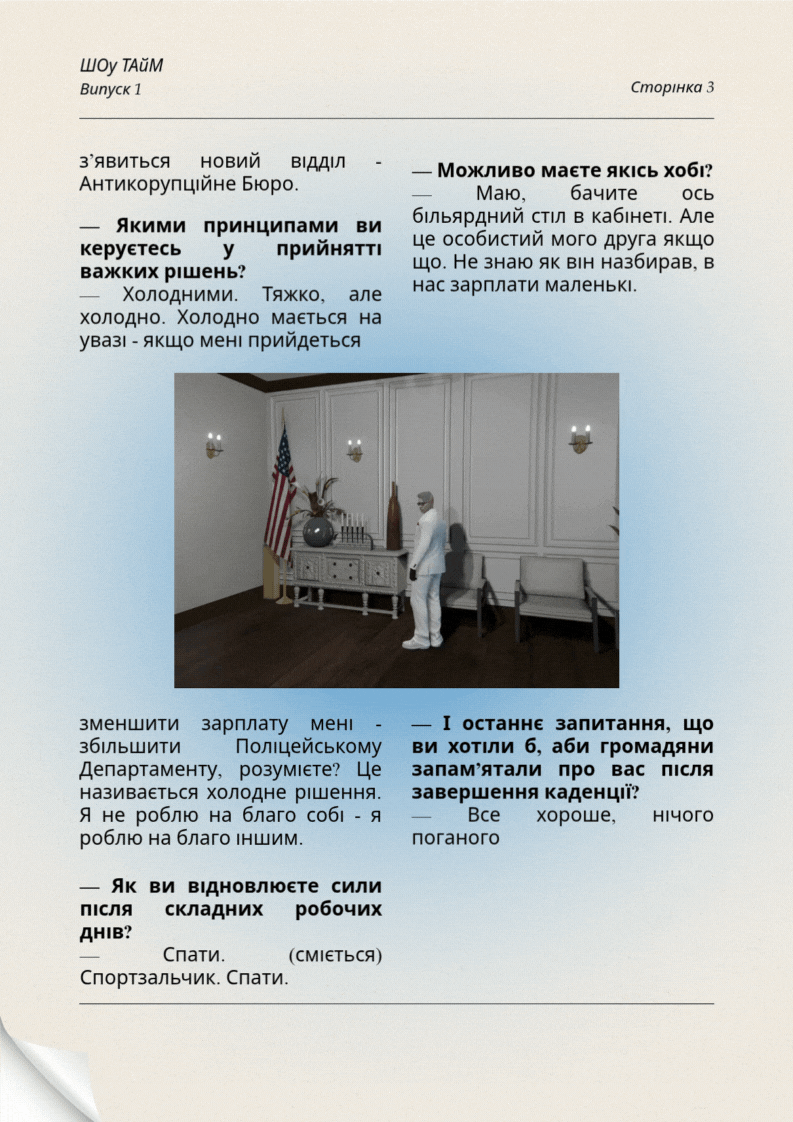 ШОу ТАйМ
Випуск 1
Сторінка 3
з’явиться новий відділ -
Антикорупційне Бюро.
— Якими принципами ви
керуєтесь у прийнятті
важких рішень?
— Холодними. Тяжко, але
холодно. Холодно мається на
увазі - якщо мені прийдеться
зменшити зарплату мені -
збільшити Поліцейському
Департаменту, розумієте? Це
називається холодне рішення.
Я не роблю на благо собі - я
роблю на благо іншим.
— Як ви відновлюєте сили
після складних робочих
днів?
— Спати. (сміється)
Спортзальчик. Спати.
— Можливо маєте якісь хобі?
— Маю, бачите ось
більярдний стіл в кабінеті. Але
це особистий мого друга якщо
що. Не знаю як він назбирав, в
нас зарплати маленькі.
— І останнє запитання, що
ви хотіли б, аби громадяни
запам’ятали про вас після
завершення каденції?
— Все хороше, нічого
поганого